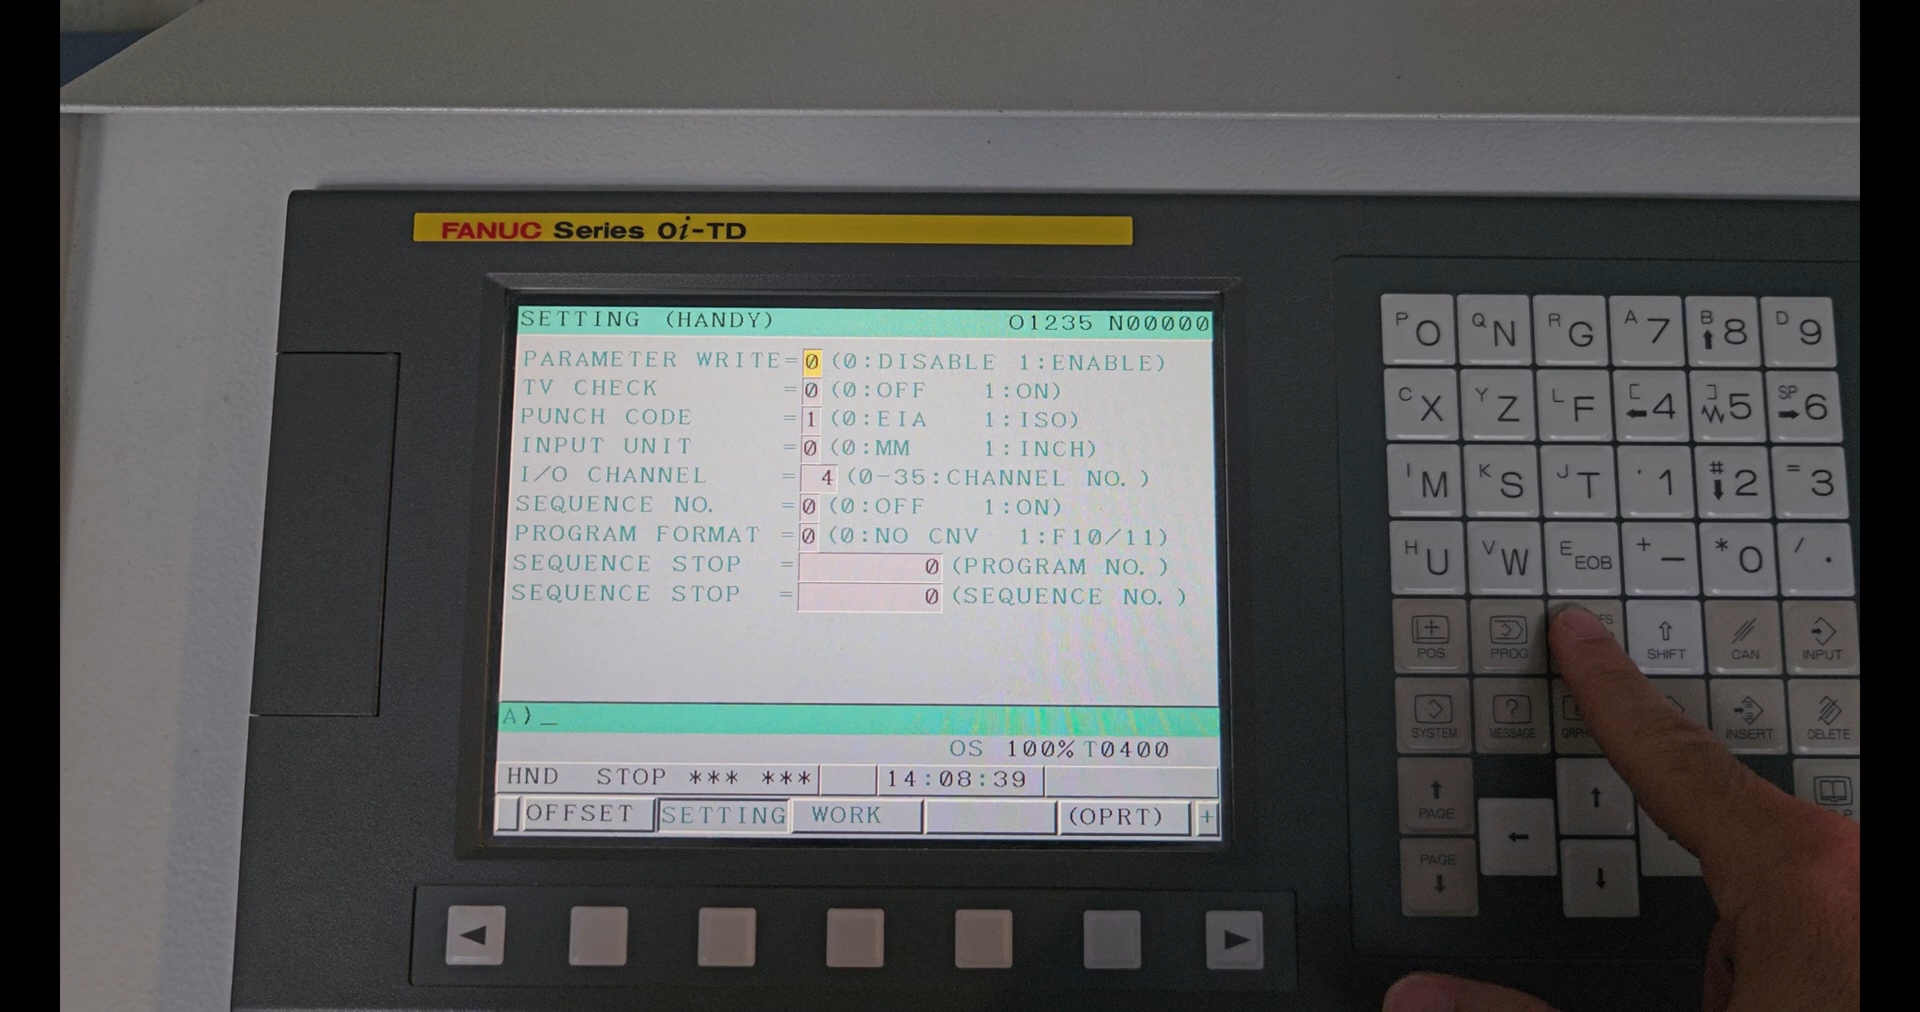 FANUC Series 0i-TD
SETTING (HANDY) O1235 N00000
PARAMETER WRITE=0(0:DISABLE 1:ENABLE)
TV CHECK =0(0:OFF 1:ON)
PUNCH CODE =1(0:EIA 1:ISO)
INPUT UNIT =0(0:MM 1:INCH)
I/O CHANNEL = 4(0-35:CHANNEL NO.)
SEQUENCE NO. =0(0:OFF 1:ON)
PROGRAM FORMAT =0(0:NO CNV 1:F10/11)
SEQUENCE STOP = 0(PROGRAM NO.)
SEQUENCE STOP = 0(SEQUENCE NO.)
A)_
OS 100% T0400
HND STOP *** *** 14:08:39
OFFSET SETTING WORK (OPRT) +
P O Q N R G A 7 B ↑ 8 D 9
C X Y Z L F [ ← 4 ] 5 SP → 6
I M K S J T , 1 # ↓ 2 = 3
H U V W E EOB + − * 0 / .
POS PROG SHIFT CAN INPUT
SYSTEM ? MESSAGE INSERT DELETE
↑ PAGE ↑
←
PAGE ↓ ↓
◀ ▶